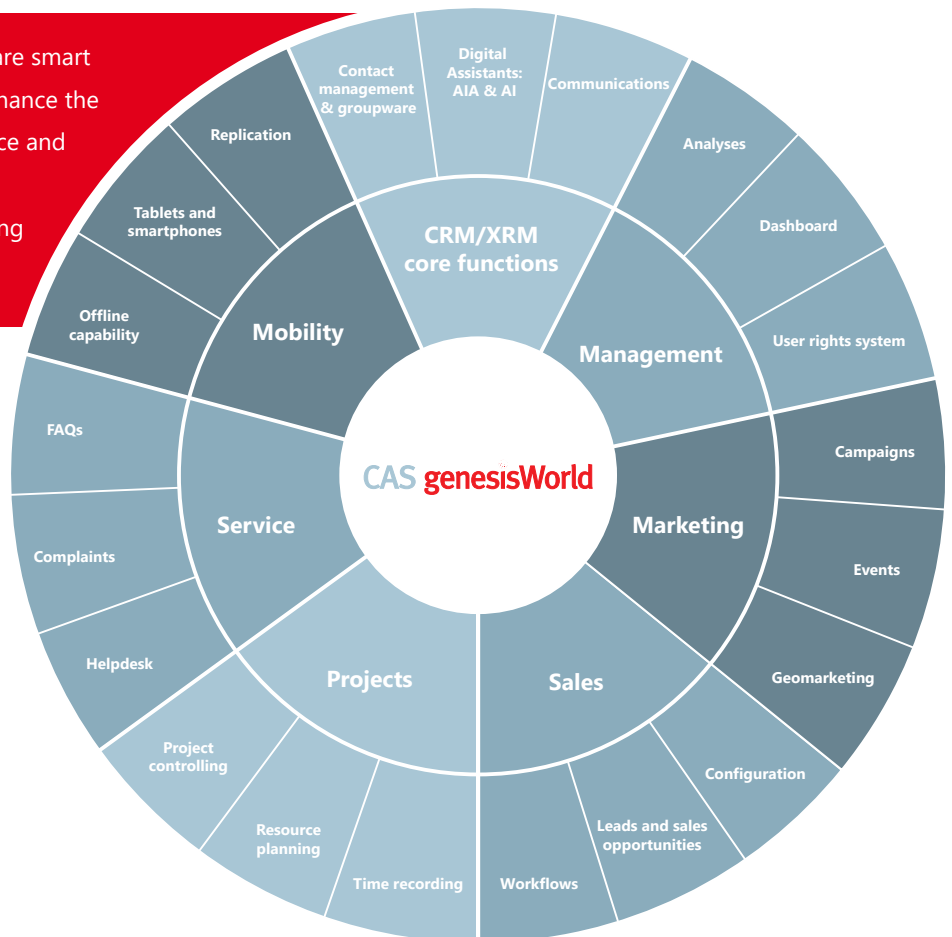 are smart
hance the
ce and
ng
Contact
management
& groupware
Digital
Assistants:
AIA & AI
Communications
Replication
Analyses
Tablets and
smartphones
Dashboard
CRM/XRM
core functions
Offline
capability
Mobility
Management
User rights system
FAQs
Campaigns
CAS genesisWorld
Service
Marketing
Complaints
Events
Helpdesk
Projects
Sales
Geomarketing
Project
controlling
Configuration
Resource
planning
Leads and sales
opportunities
Time recording
Workflows